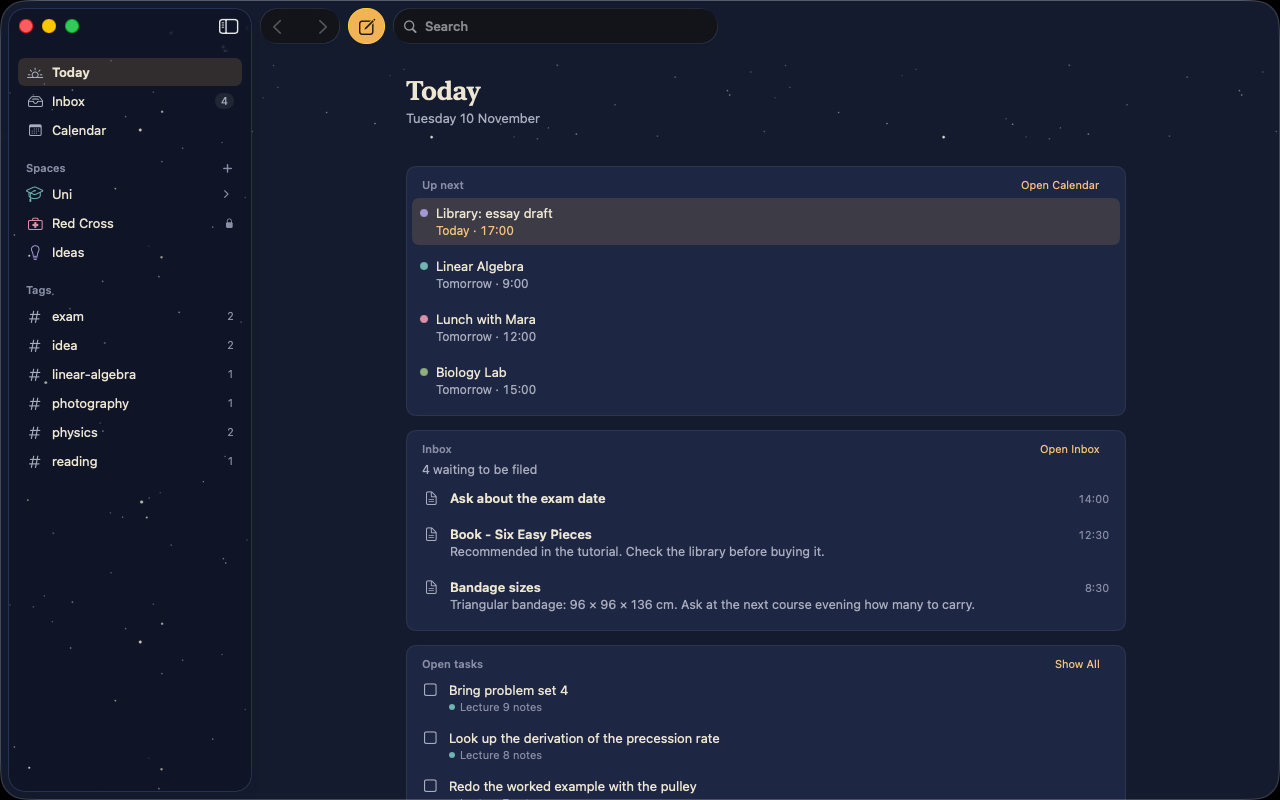 Search
Today
Inbox
4
Calendar
Spaces
Uni
Red Cross
Ideas
Tags
# exam 2
# idea 2
# linear-algebra 1
# photography 1
# physics 2
# reading 1
Today
Tuesday 10 November
Up next
Open Calendar
Library: essay draft
Today · 17:00
Linear Algebra
Tomorrow · 9:00
Lunch with Mara
Tomorrow · 12:00
Biology Lab
Tomorrow · 15:00
Inbox
Open Inbox
4 waiting to be filed
Ask about the exam date
14:00
Book - Six Easy Pieces
12:30
Recommended in the tutorial. Check the library before buying it.
Bandage sizes
8:30
Triangular bandage: 96 × 96 × 136 cm. Ask at the next course evening how many to carry.
Open tasks
Show All
Bring problem set 4
Lecture 9 notes
Look up the derivation of the precession rate
Lecture 8 notes
Redo the worked example with the pulley